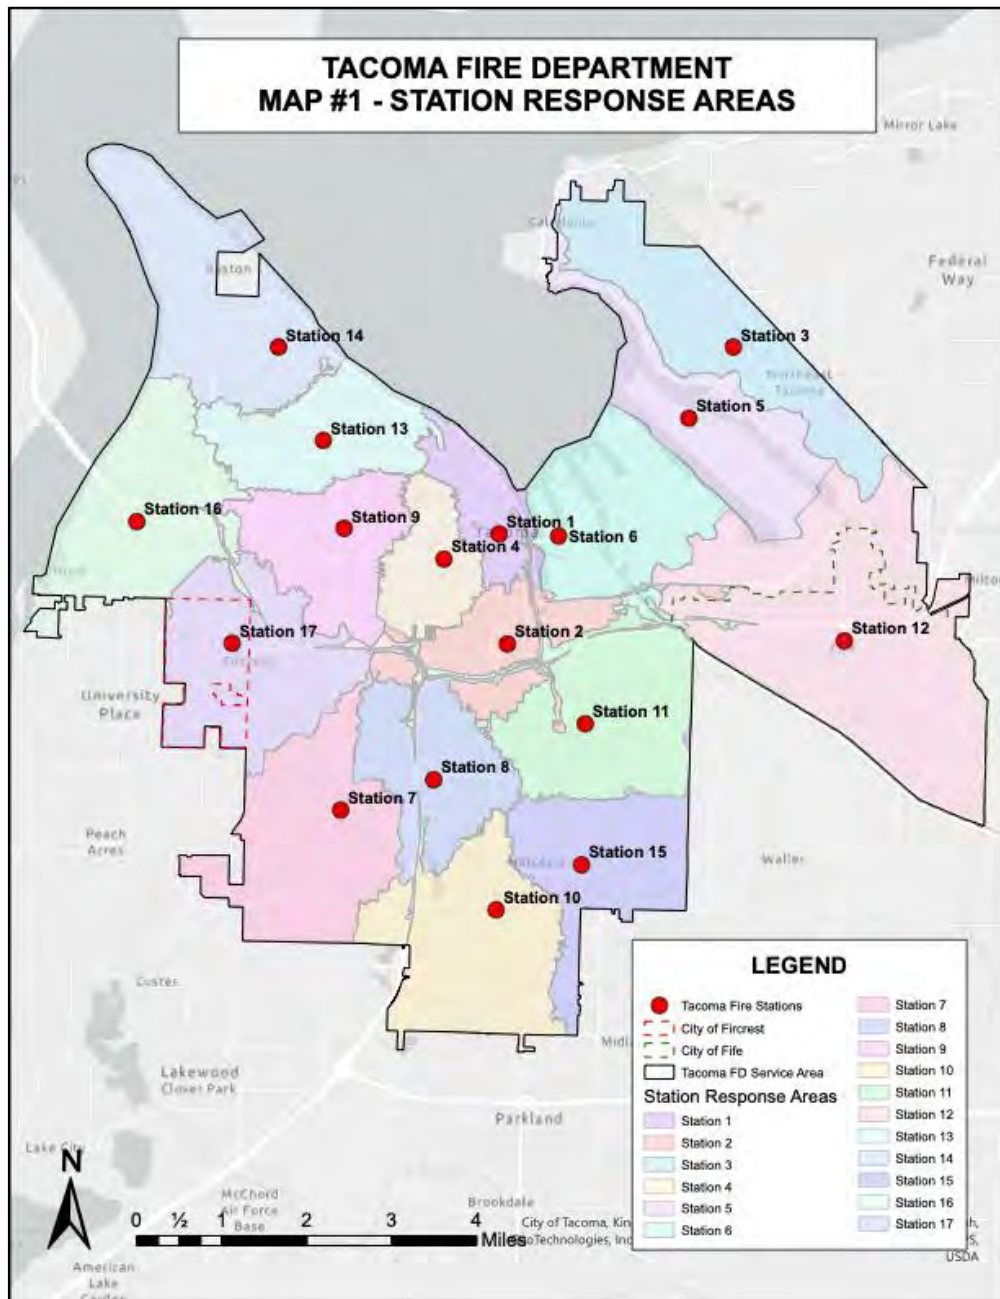 TACOMA FIRE DEPARTMENT
MAP #1 - STATION RESPONSE AREAS
Mirror Lake
Federal
Way
Station 14
Station 3
Northeast
Tacoma
Station 5
Station 13
Station 16
Station 9
Station 1
Tacoma
Station 6
Station 4
Station 17
Station 2
Station 12
University
Place
Station 11
Station 8
Station 7
Peach
Acres
Station 15
Waller
Station 10
Custer
Lakewood
Clover Park
Parkland
Lake City
McChord
Air Force
Base
Brookdale
American
Lake
N
0 ½ 1 2 3 4
Miles
City of Tacoma, Kin
oTechnologies, Inc
USDA
LEGEND
Tacoma Fire Stations
City of Fircrest
City of Fife
Tacoma FD Service Area
Station Response Areas
Station 1
Station 2
Station 3
Station 4
Station 5
Station 6
Station 7
Station 8
Station 9
Station 10
Station 11
Station 12
Station 13
Station 14
Station 15
Station 16
Station 17